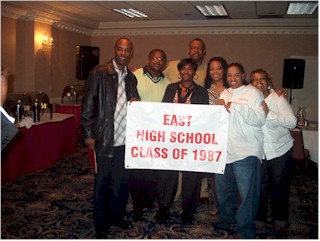 EAST
HIGH SCHOOL
CLASS OF 1987